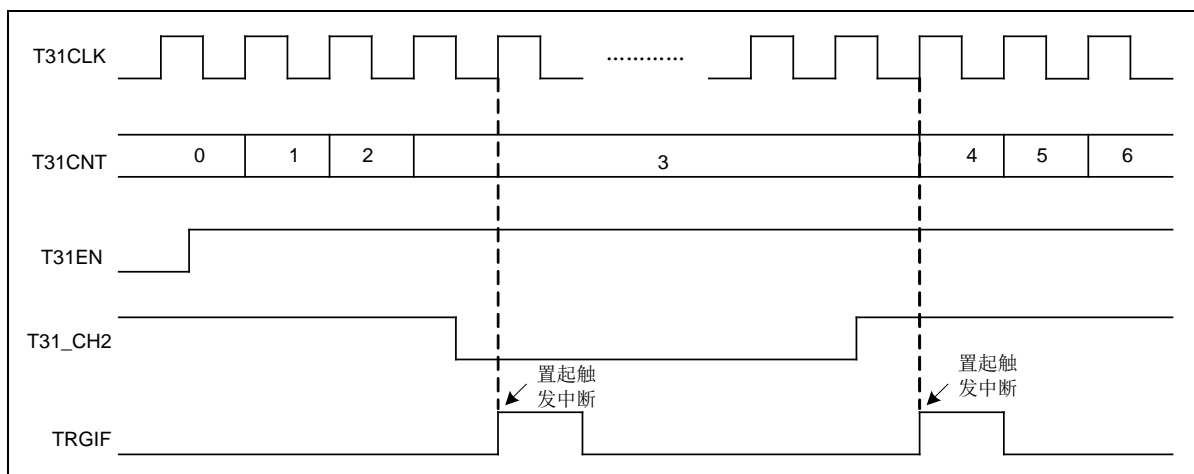 T31CLK
…………
T31CNT
0
1
2
3
4
5
6
T31EN
T31_CH2
置起触
发中断
置起触
发中断
TRGIF